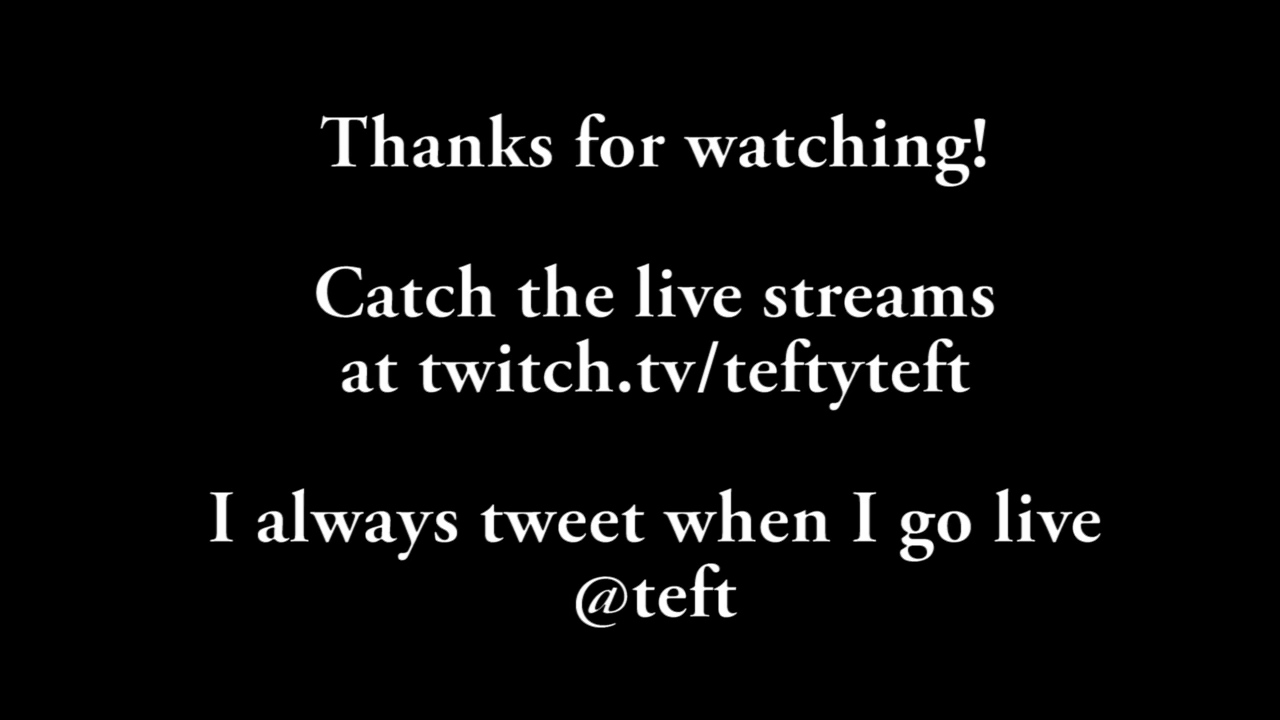 Thanks for watching!
Catch the live streams
at twitch.tv/teftyteft
I always tweet when I go live
@teft